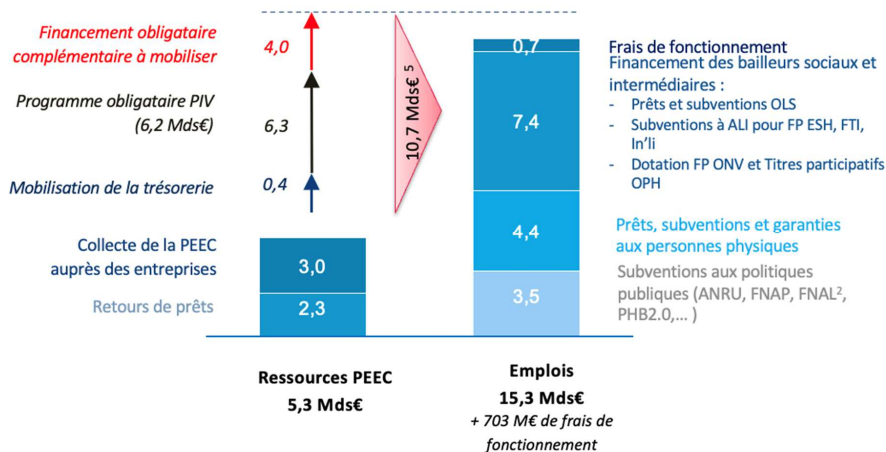 Financement obligataire
complémentaire à mobiliser
4,0
Programme obligataire PIV
(6,2 Mds€)
6,3
Mobilisation de la trésorerie
0,4
10,7 Mds€ ⁵
Collecte de la PEEC
auprès des entreprises
3,0
Retours de prêts
2,3
Ressources PEEC
5,3 Mds€
0,7
7,4
4,4
3,5
Emplois
15,3 Mds€
+ 703 M€ de frais de
fonctionnement
Frais de fonctionnement
Financement des bailleurs sociaux et
intermédiaires :
- Prêts et subventions OLS
- Subventions à ALI pour FP ESH, FTI,
In'li
- Dotation FP ONV et Titres participatifs
OPH
Prêts, subventions et garanties
aux personnes physiques
Subventions aux politiques
publiques (ANRU, FNAP, FNAL²,
PHB2.0,... )